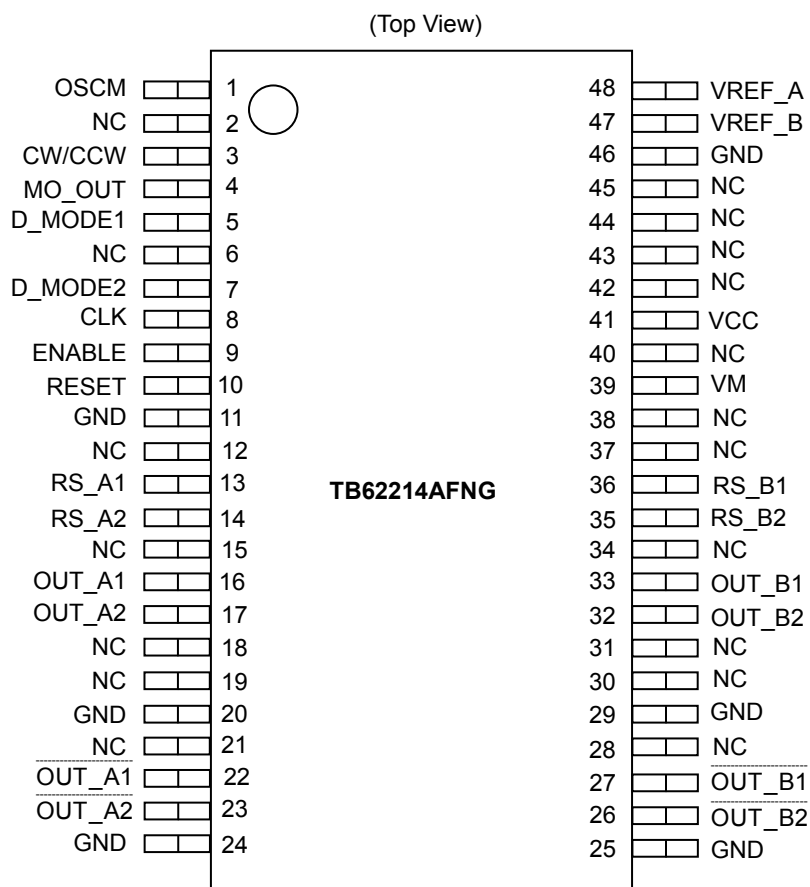 (Top View)
OSCM 1 48 VREF_A
NC 2 47 VREF_B
CW/CCW 3 46 GND
MO_OUT 4 45 NC
D_MODE1 5 44 NC
NC 6 43 NC
D_MODE2 7 42 NC
CLK 8 41 VCC
ENABLE 9 40 NC
RESET 10 39 VM
GND 11 38 NC
NC 12 37 NC
RS_A1 13 36 RS_B1
TB62214AFNG
RS_A2 14 35 RS_B2
NC 15 34 NC
OUT_A1 16 33 OUT_B1
OUT_A2 17 32 OUT_B2
NC 18 31 NC
NC 19 30 NC
GND 20 29 GND
NC 21 28 NC
OUT_A1 22 27 OUT_B1
OUT_A2 23 26 OUT_B2
GND 24 25 GND